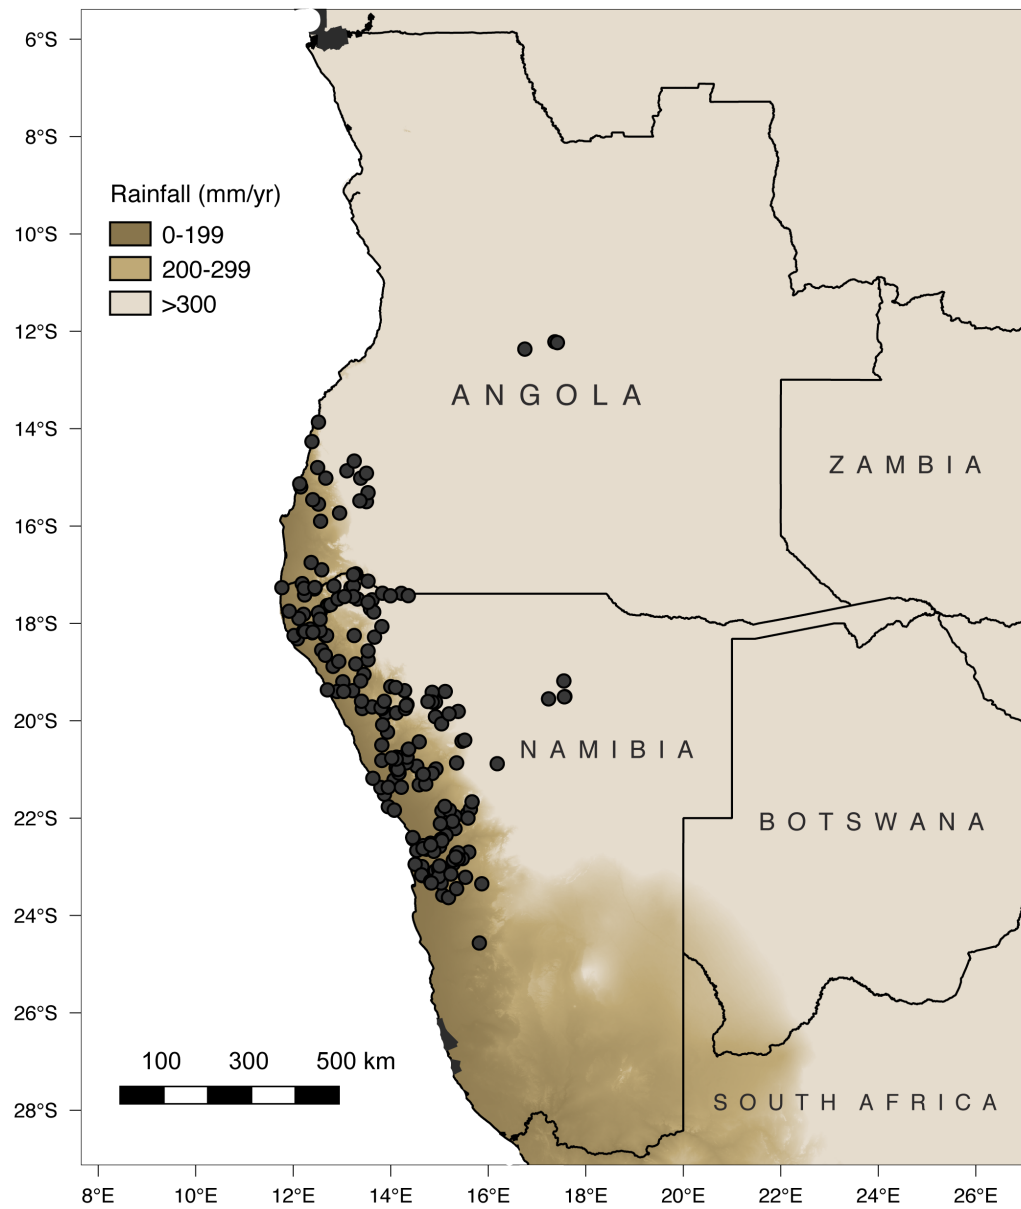 6°S
8°S
Rainfall (mm/yr)
10°S
0-199
200-299
>300
12°S
ANGOLA
14°S
ZAMBIA
16°S
18°S
20°S
NAMIBIA
22°S
BOTSWANA
24°S
26°S
100 300 500 km
28°S
SOUTH AFRICA
8°E 10°E 12°E 14°E 16°E 18°E 20°E 22°E 24°E 26°E